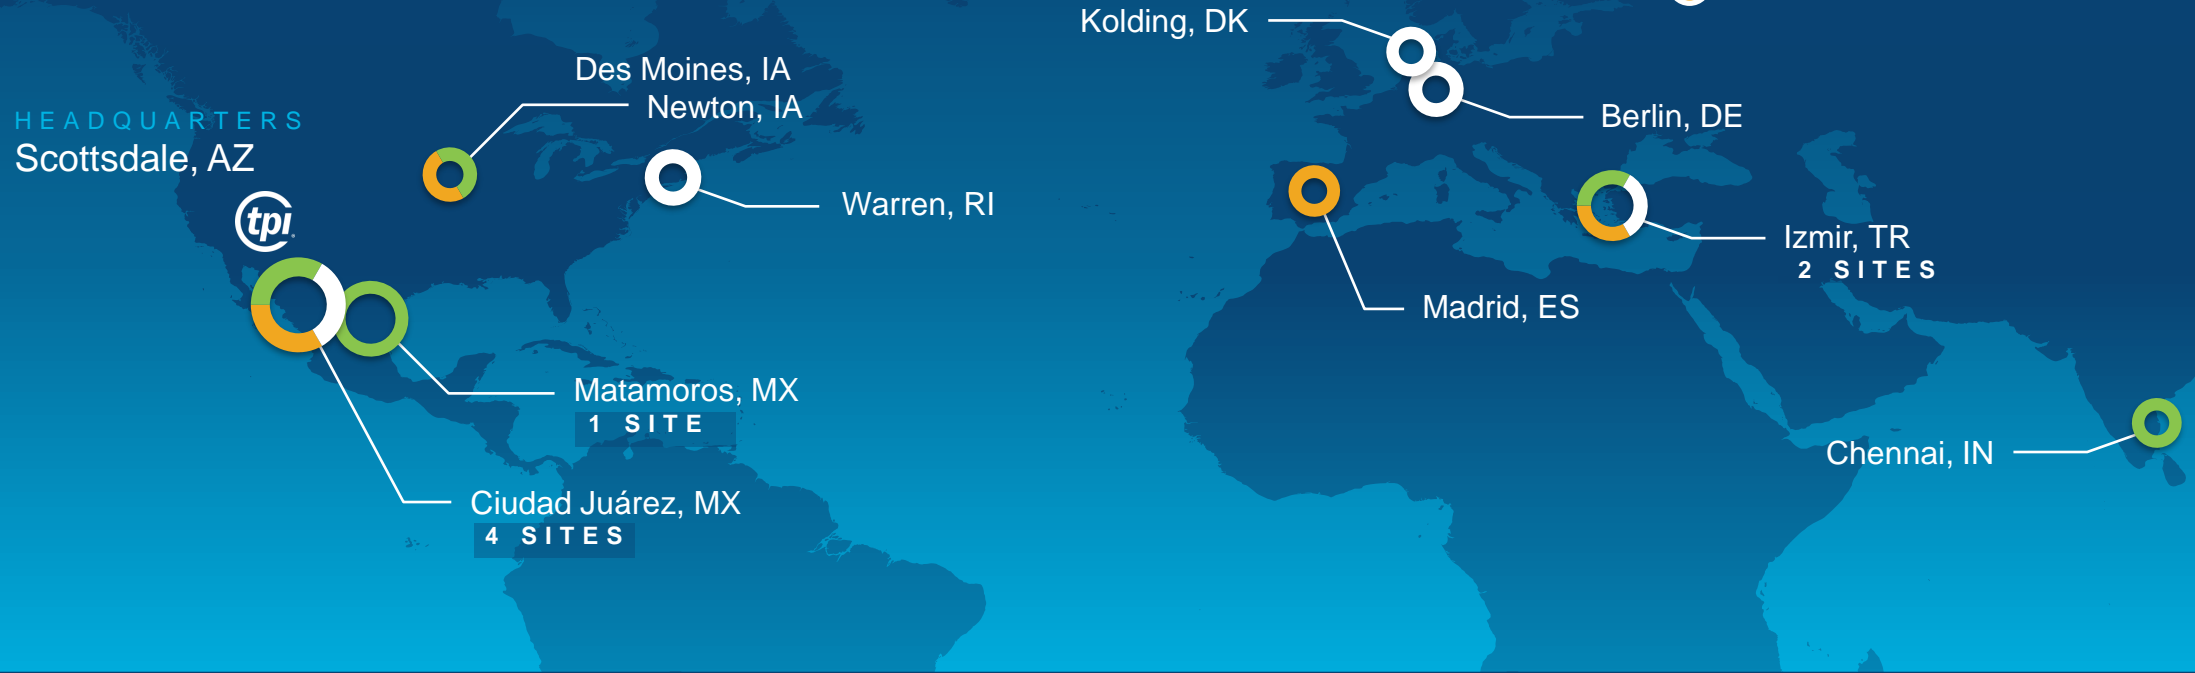 Kolding, DK
Des Moines, IA
Newton, IA
HEADQUARTERS
Scottsdale, AZ
Berlin, DE
Warren, RI
tpi
Izmir, TR
2 SITES
Madrid, ES
Matamoros, MX
1 SITE
Chennai, IN
Ciudad Juárez, MX
4 SITES